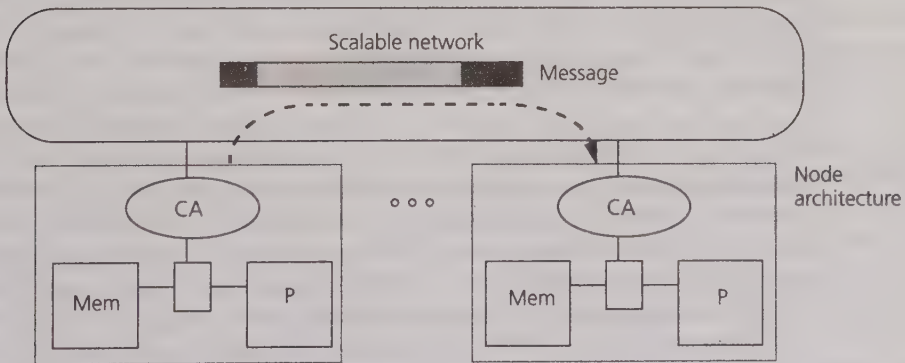 Scalable network
Message
Node
architecture
CA
CA
Mem
P
Mem
P